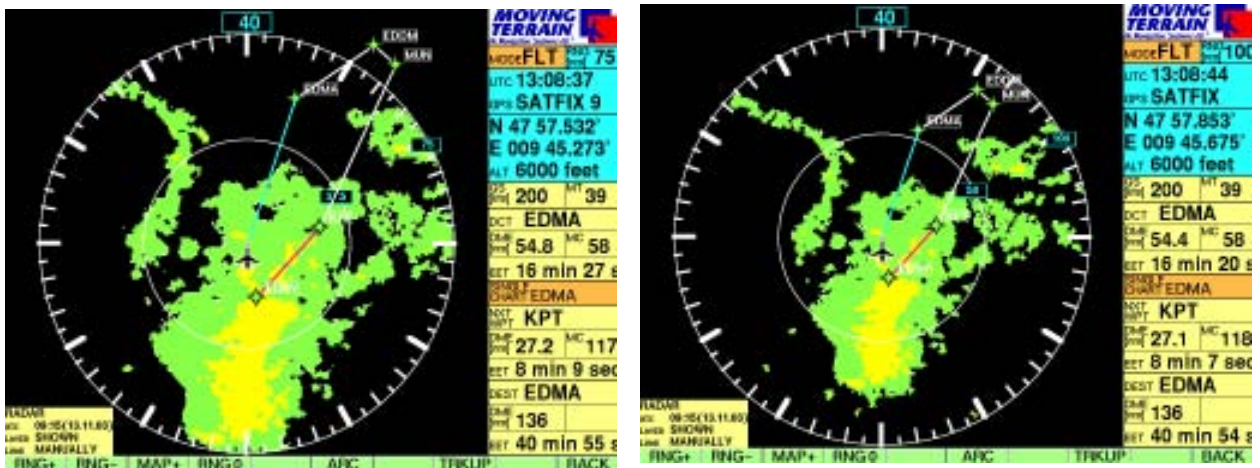 40
EDDM
MUN
EDMA
75
MOVING
TERRAIN
MODE FLT 75
UTC 13:08:37
GPS SATFIX 9
N 47 57.532'
E 009 45.273'
ALT 6000 feet
200 MT 39
DCT EDMA
54.8 MC 58
EET 16 min 27 s
SINGLE
CHART EDMA
NXT
WPT KPT
27.2 MC 117
EET 8 min 9 sec
DEST EDMA
136
EET 40 min 55 s
RADAR
SHOWN
MANUALLY
RNG+ RNG- MAP+ RNG0 ARC TRKUP BACK
40
EDMA
MOVING
TERRAIN
MODE FLT 100
UTC 13:08:44
GPS SATFIX
N 47 57.853'
E 009 45.675'
ALT 6000 feet
200 MT 39
DCT EDMA
54.4 MC 58
EET 16 min 20 s
SINGLE
CHART EDMA
NXT
WPT KPT
27.1 MC 118
EET 8 min 7 sec
DEST EDMA
136
EET 40 min 54 s
RADAR
SHOWN
MANUALLY
RNG+ RNG- MAP+ RNG0 ARC TRKUP BACK